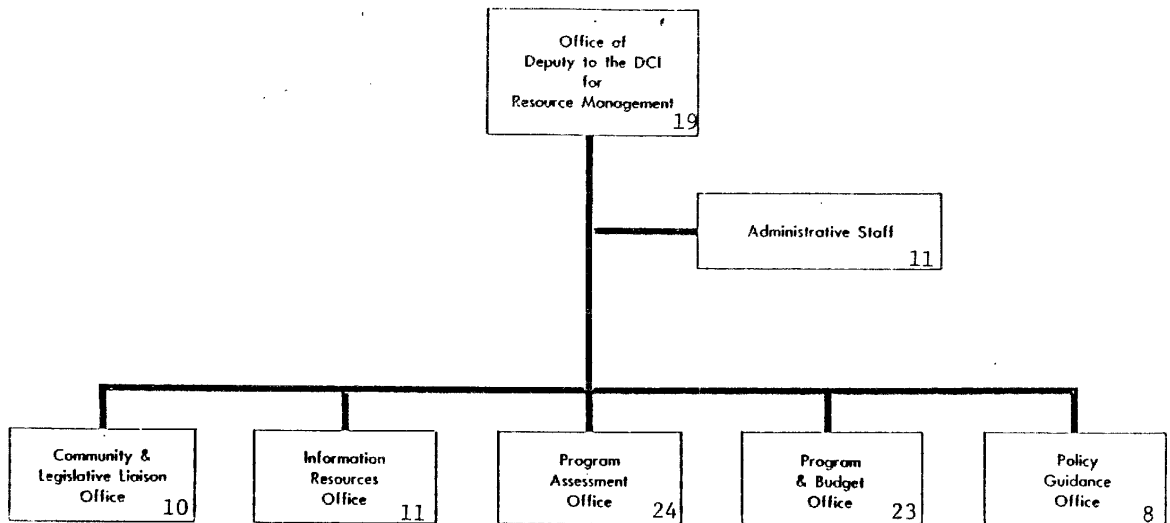 Office of
Deputy to the DCI
for
Resource Management
19
Administrative Staff
11
Community &
Legislative Liaison
Office
10
Information
Resources
Office
11
Program
Assessment
Office
24
Program
& Budget
Office
23
Policy
Guidance
Office
8